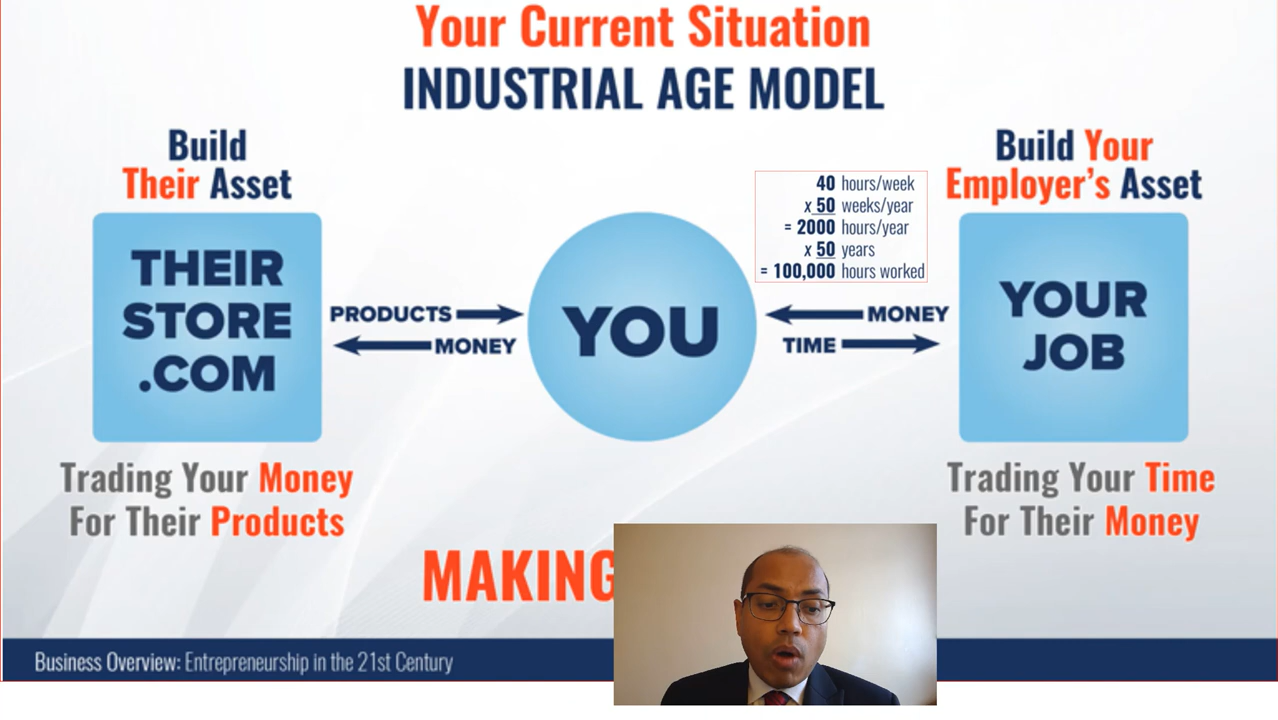 Your Current Situation
INDUSTRIAL AGE MODEL
Build
Their Asset
THEIR
STORE
.COM
Trading Your Money
For Their Products
PRODUCTS
MONEY
YOU
40 hours/week
x 50 weeks/year
= 2000 hours/year
x 50 years
= 100,000 hours worked
MONEY
TIME
Build Your
Employer's Asset
YOUR
JOB
Trading Your Time
For Their Money
MAKING
Business Overview: Entrepreneurship in the 21st Century